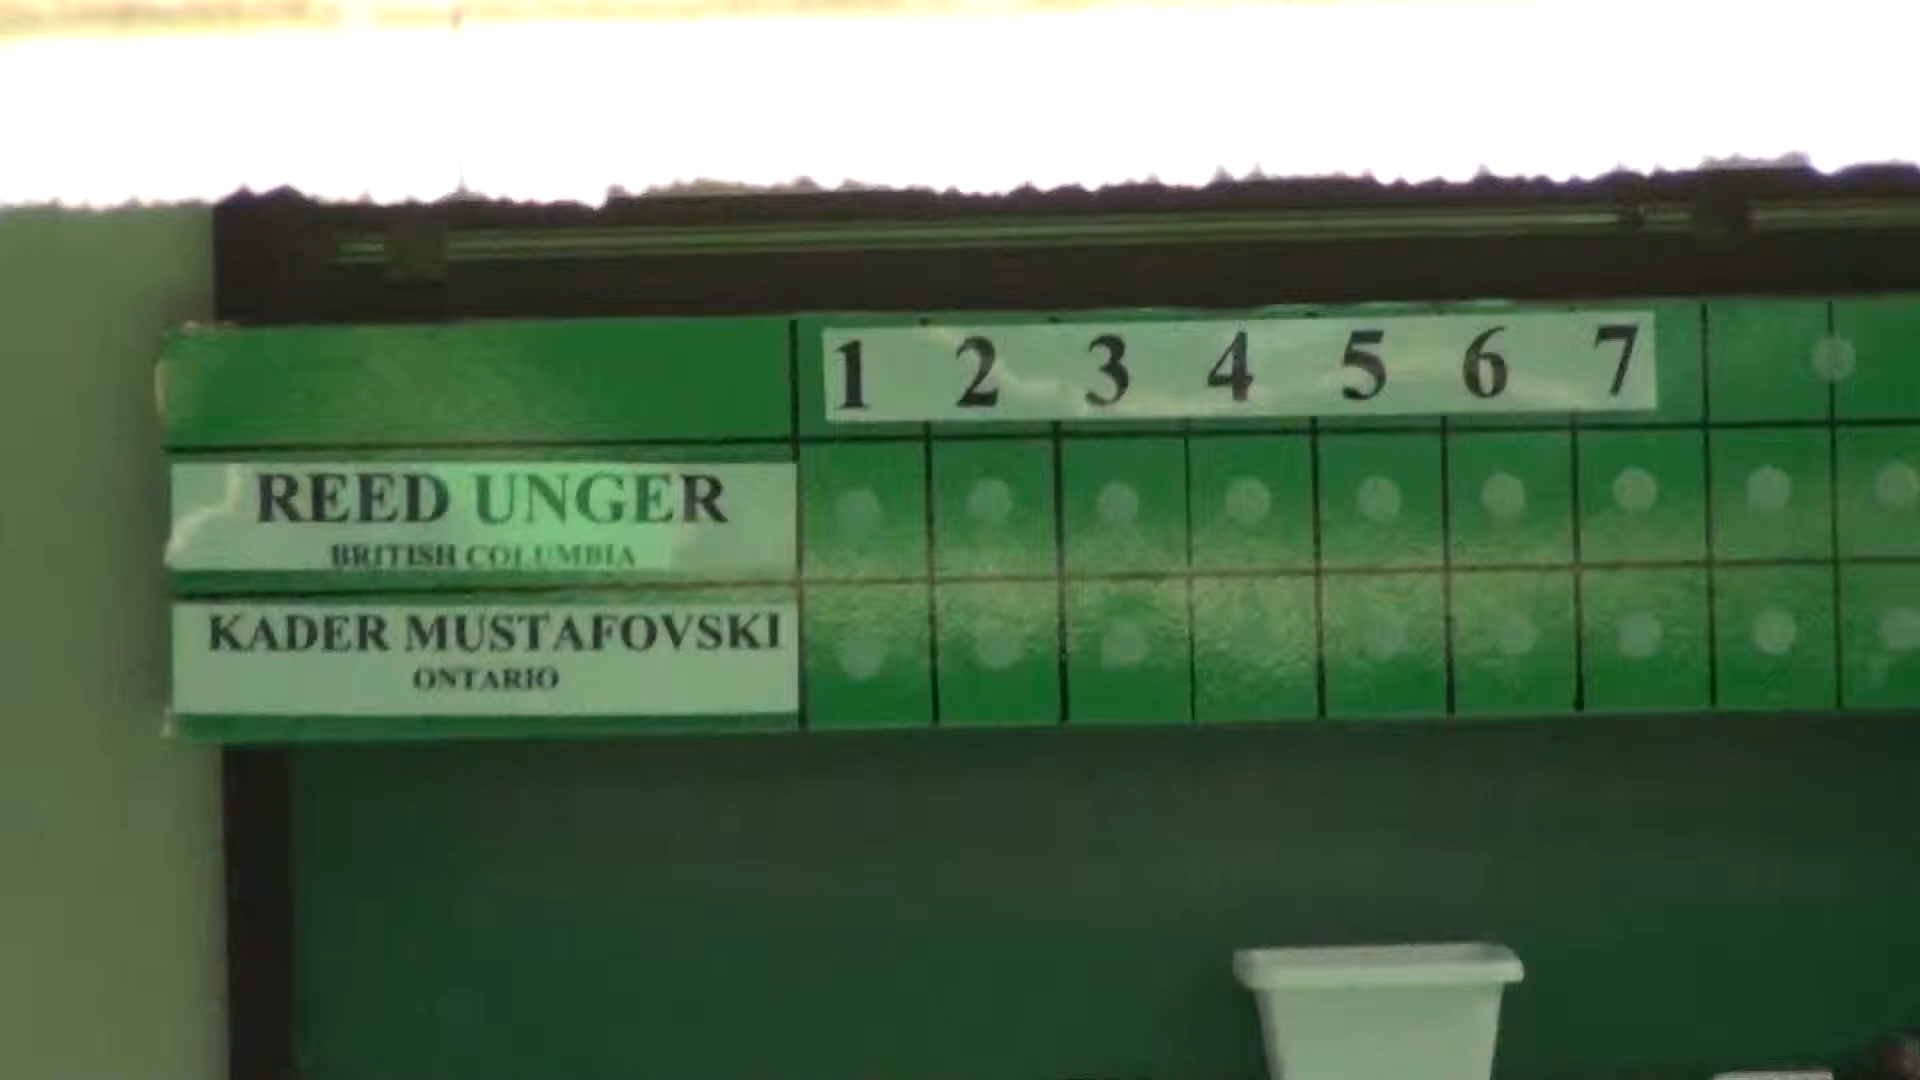 1 2 3 4 5 6 7
REED UNGER
BRITISH COLUMBIA
KADER MUSTAFOVSKI
ONTARIO